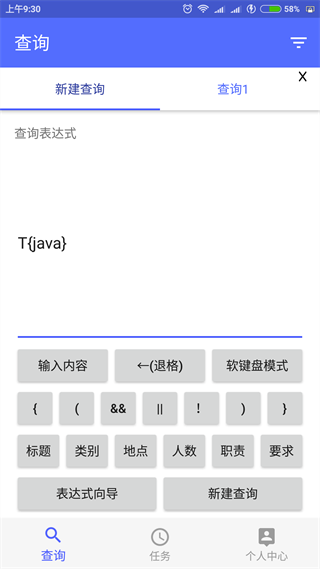 上午9:30 58%
查询
新建查询 查询1 X
查询表达式
T{java}
输入内容 ←(退格) 软键盘模式
{ ( && || ! ) }
标题 类别 地点 人数 职责 要求
表达式向导 新建查询
查询 任务 个人中心